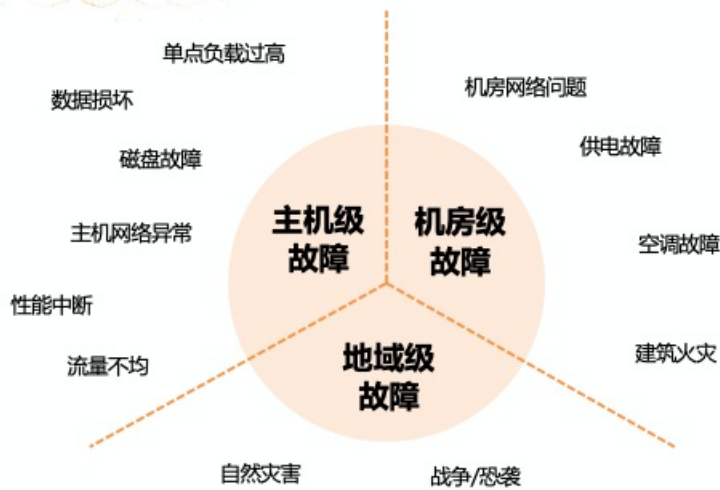 单点负载过高
数据损坏
磁盘故障
主机网络异常
性能中断
流量不均
主机级
故障
机房级
故障
机房网络问题
供电故障
空调故障
建筑火灾
地域级
故障
自然灾害
战争/恐袭